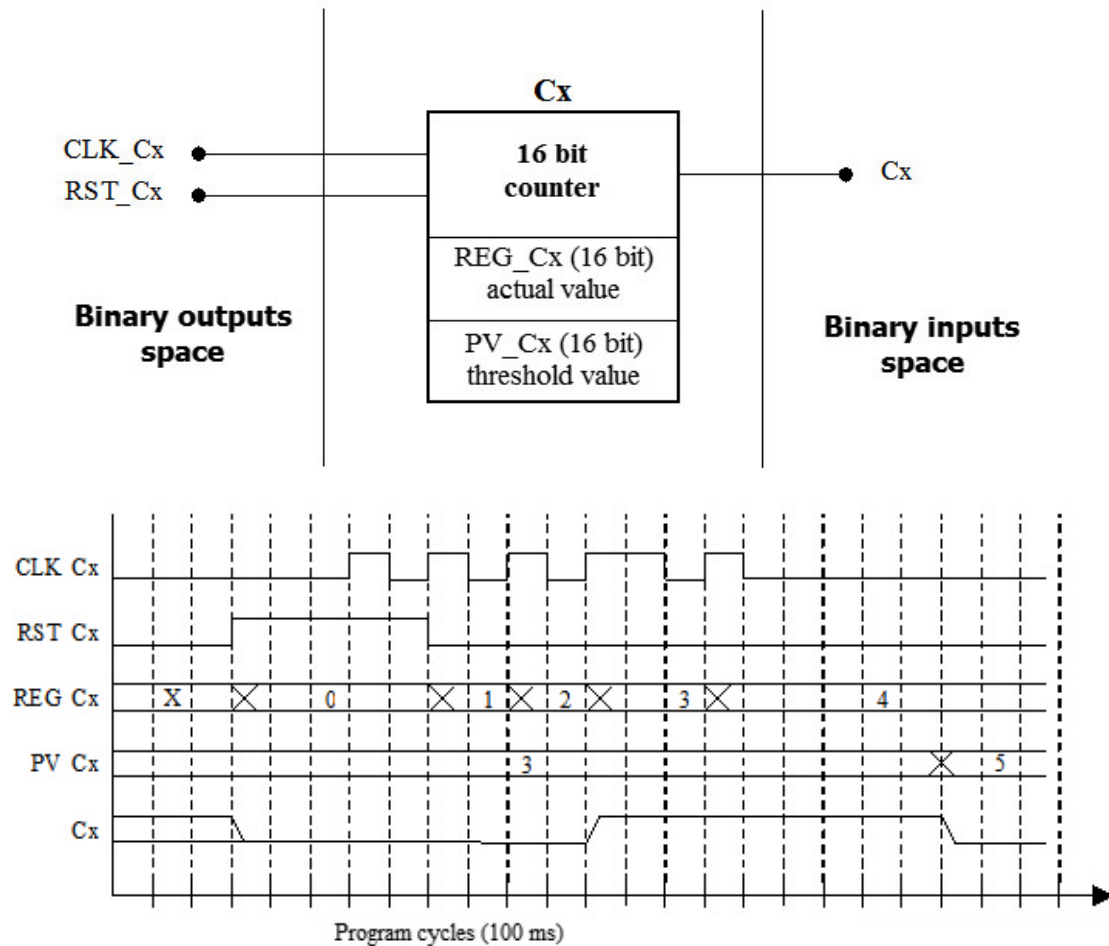 Cx
CLK_Cx
RST_Cx
16 bit
counter
Cx
REG_Cx (16 bit)
actual value
PV_Cx (16 bit)
threshold value
Binary outputs
space
Binary inputs
space
CLK Cx
RST Cx
REG Cx X 0 1 2 3 4
PV Cx 3 5
Cx
Program cycles (100 ms)